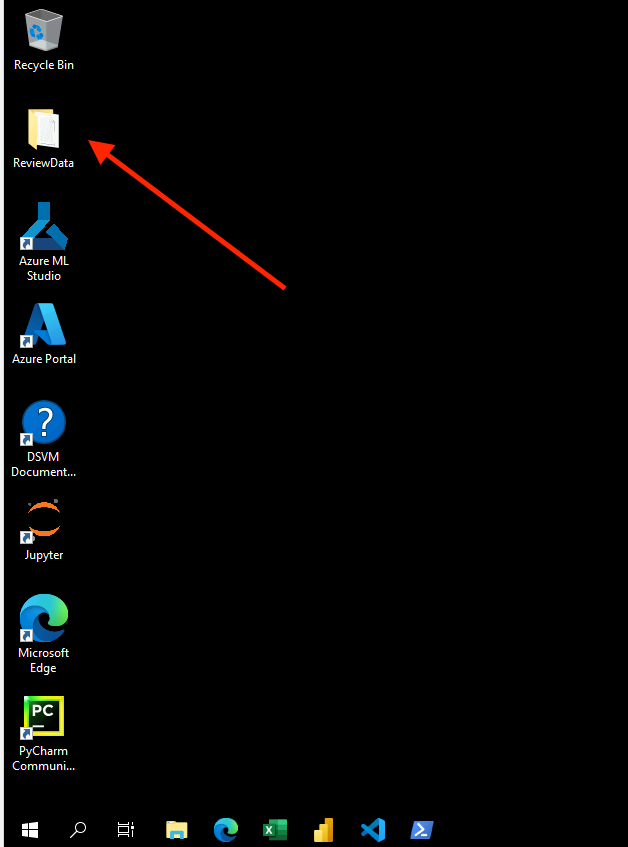 Recycle Bin
ReviewData
Azure ML
Studio
Azure Portal
?
DSVM
Document...
Jupyter
Microsoft
Edge
PC
PyCharm
Communi...